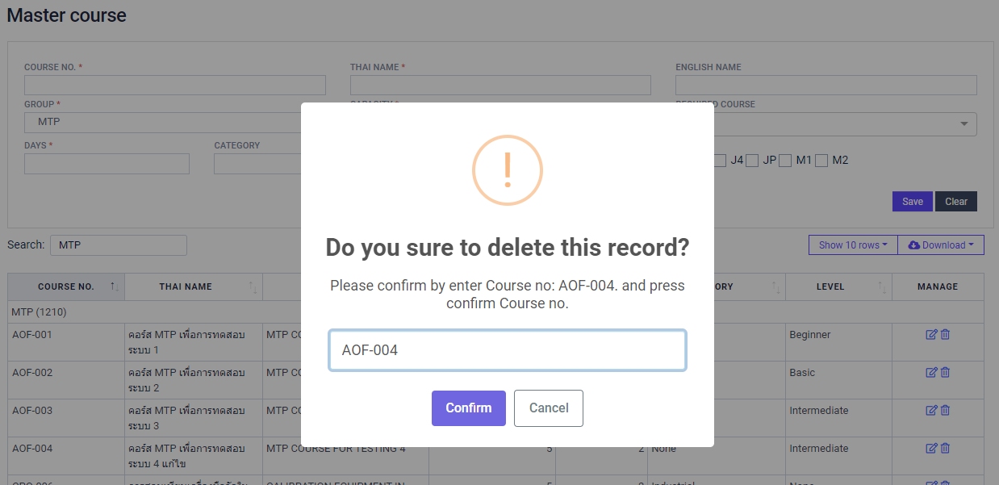 Master course
COURSE NO. *
THAI NAME *
ENGLISH NAME
GROUP *
CAPACITY *
REQUIRED COURSE
MTP
DAYS *
CATEGORY
J4 JP M1 M2
Save Clear
Search: MTP
Show 10 rows Download
!
Do you sure to delete this record?
Please confirm by enter Course no: AOF-004. and press
confirm Course no.
AOF-004
Confirm Cancel
COURSE NO. THAI NAME ORY LEVEL MANAGE
MTP (1210)
AOF-001 คอร์ส MTP เพื่อการทดสอบ MTP CO Beginner
ระบบ 1
AOF-002 คอร์ส MTP เพื่อการทดสอบ MTP CO Basic
ระบบ 2
AOF-003 คอร์ส MTP เพื่อการทดสอบ MTP CO Intermediate
ระบบ 3
AOF-004 คอร์ส MTP เพื่อการทดสอบ MTP COURSE FOR TESTING 4 5 2 None Intermediate
ระบบ 4 แก้ไข
CALIBRATION EQUIPMENT IN 5 Industrial None